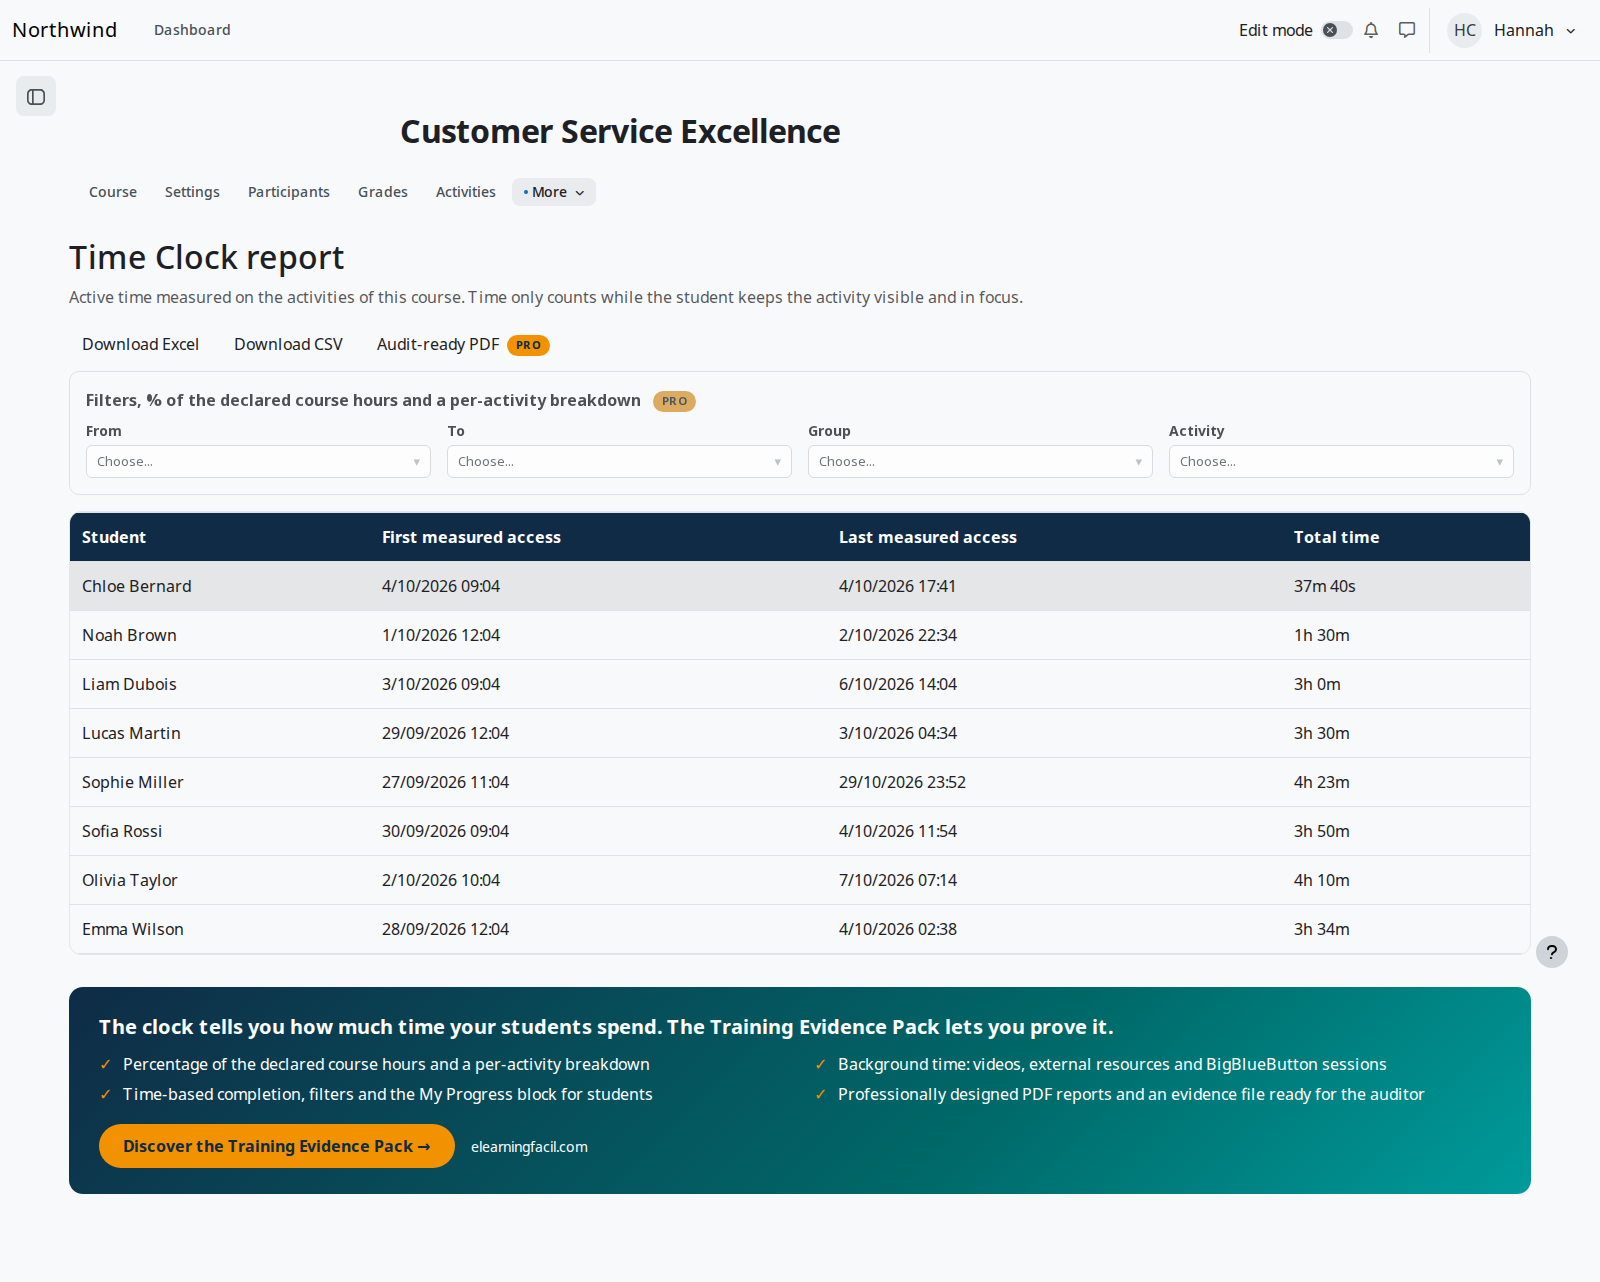 Northwind Dashboard Edit mode HC Hannah
Customer Service Excellence
Course Settings Participants Grades Activities More
Time Clock report
Active time measured on the activities of this course. Time only counts while the student keeps the activity visible and in focus.
Download Excel Download CSV Audit-ready PDF PRO
Filters, % of the declared course hours and a per-activity breakdown PRO
From To Group Activity
Choose... Choose... Choose... Choose...
Student First measured access Last measured access Total time
Chloe Bernard 4/10/2026 09:04 4/10/2026 17:41 37m 40s
Noah Brown 1/10/2026 12:04 2/10/2026 22:34 1h 30m
Liam Dubois 3/10/2026 09:04 6/10/2026 14:04 3h 0m
Lucas Martin 29/09/2026 12:04 3/10/2026 04:34 3h 30m
Sophie Miller 27/09/2026 11:04 29/10/2026 23:52 4h 23m
Sofia Rossi 30/09/2026 09:04 4/10/2026 11:54 3h 50m
Olivia Taylor 2/10/2026 10:04 7/10/2026 07:14 4h 10m
Emma Wilson 28/09/2026 12:04 4/10/2026 02:38 3h 34m
?
The clock tells you how much time your students spend. The Training Evidence Pack lets you prove it.
✓ Percentage of the declared course hours and a per-activity breakdown ✓ Background time: videos, external resources and BigBlueButton sessions
✓ Time-based completion, filters and the My Progress block for students ✓ Professionally designed PDF reports and an evidence file ready for the auditor
Discover the Training Evidence Pack → elearningfacil.com